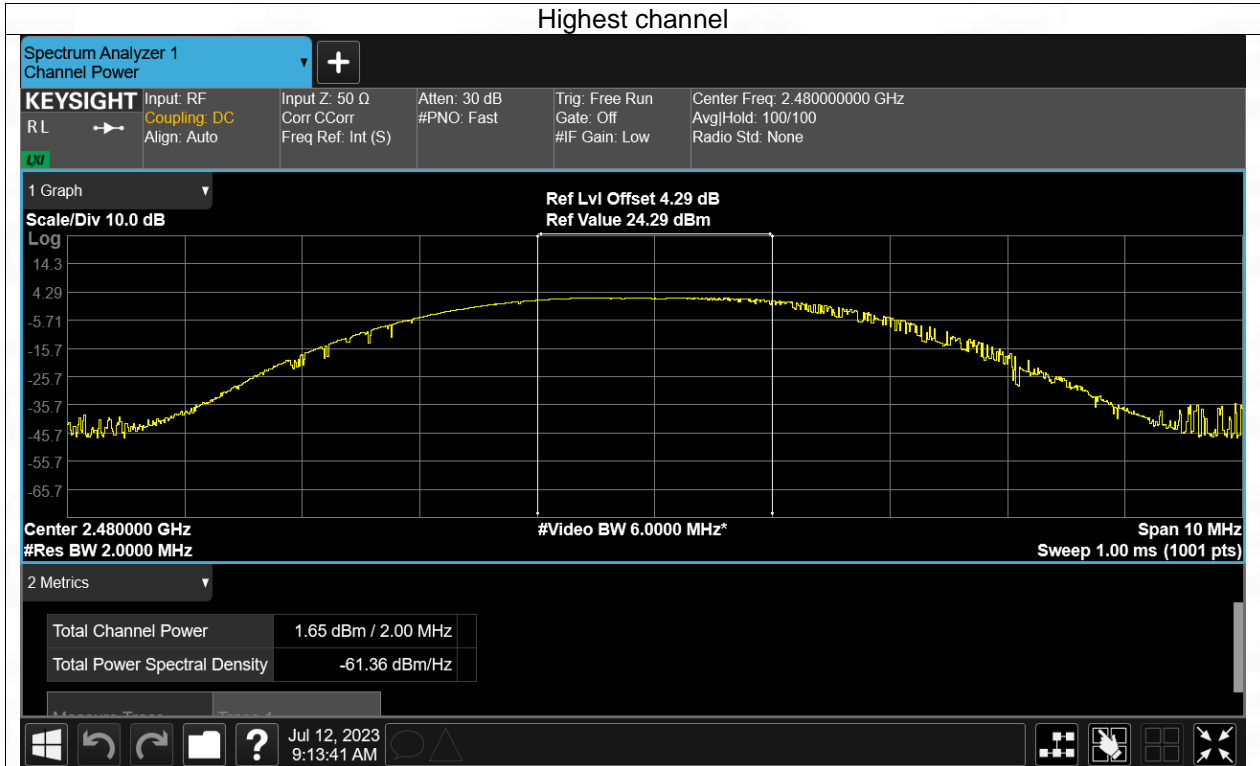 Highest channel
Spectrum Analyzer 1
Channel Power
+
KEYSIGHT
R L
LXI
Input: RF
Coupling: DC
Align: Auto
Input Z: 50 Ω
Corr CCorr
Freq Ref: Int (S)
Atten: 30 dB
#PNO: Fast
Trig: Free Run
Gate: Off
#IF Gain: Low
Center Freq: 2.480000000 GHz
Avg|Hold: 100/100
Radio Std: None
1 Graph
Scale/Div 10.0 dB
Ref Lvl Offset 4.29 dB
Ref Value 24.29 dBm
Log
14.3
4.29
-5.71
-15.7
-25.7
-35.7
-45.7
-55.7
-65.7
Center 2.480000 GHz
#Video BW 6.0000 MHz*
Span 10 MHz
#Res BW 2.0000 MHz
Sweep 1.00 ms (1001 pts)
2 Metrics
Total Channel Power 1.65 dBm / 2.00 MHz
Total Power Spectral Density -61.36 dBm/Hz
?
Jul 12, 2023
9:13:41 AM